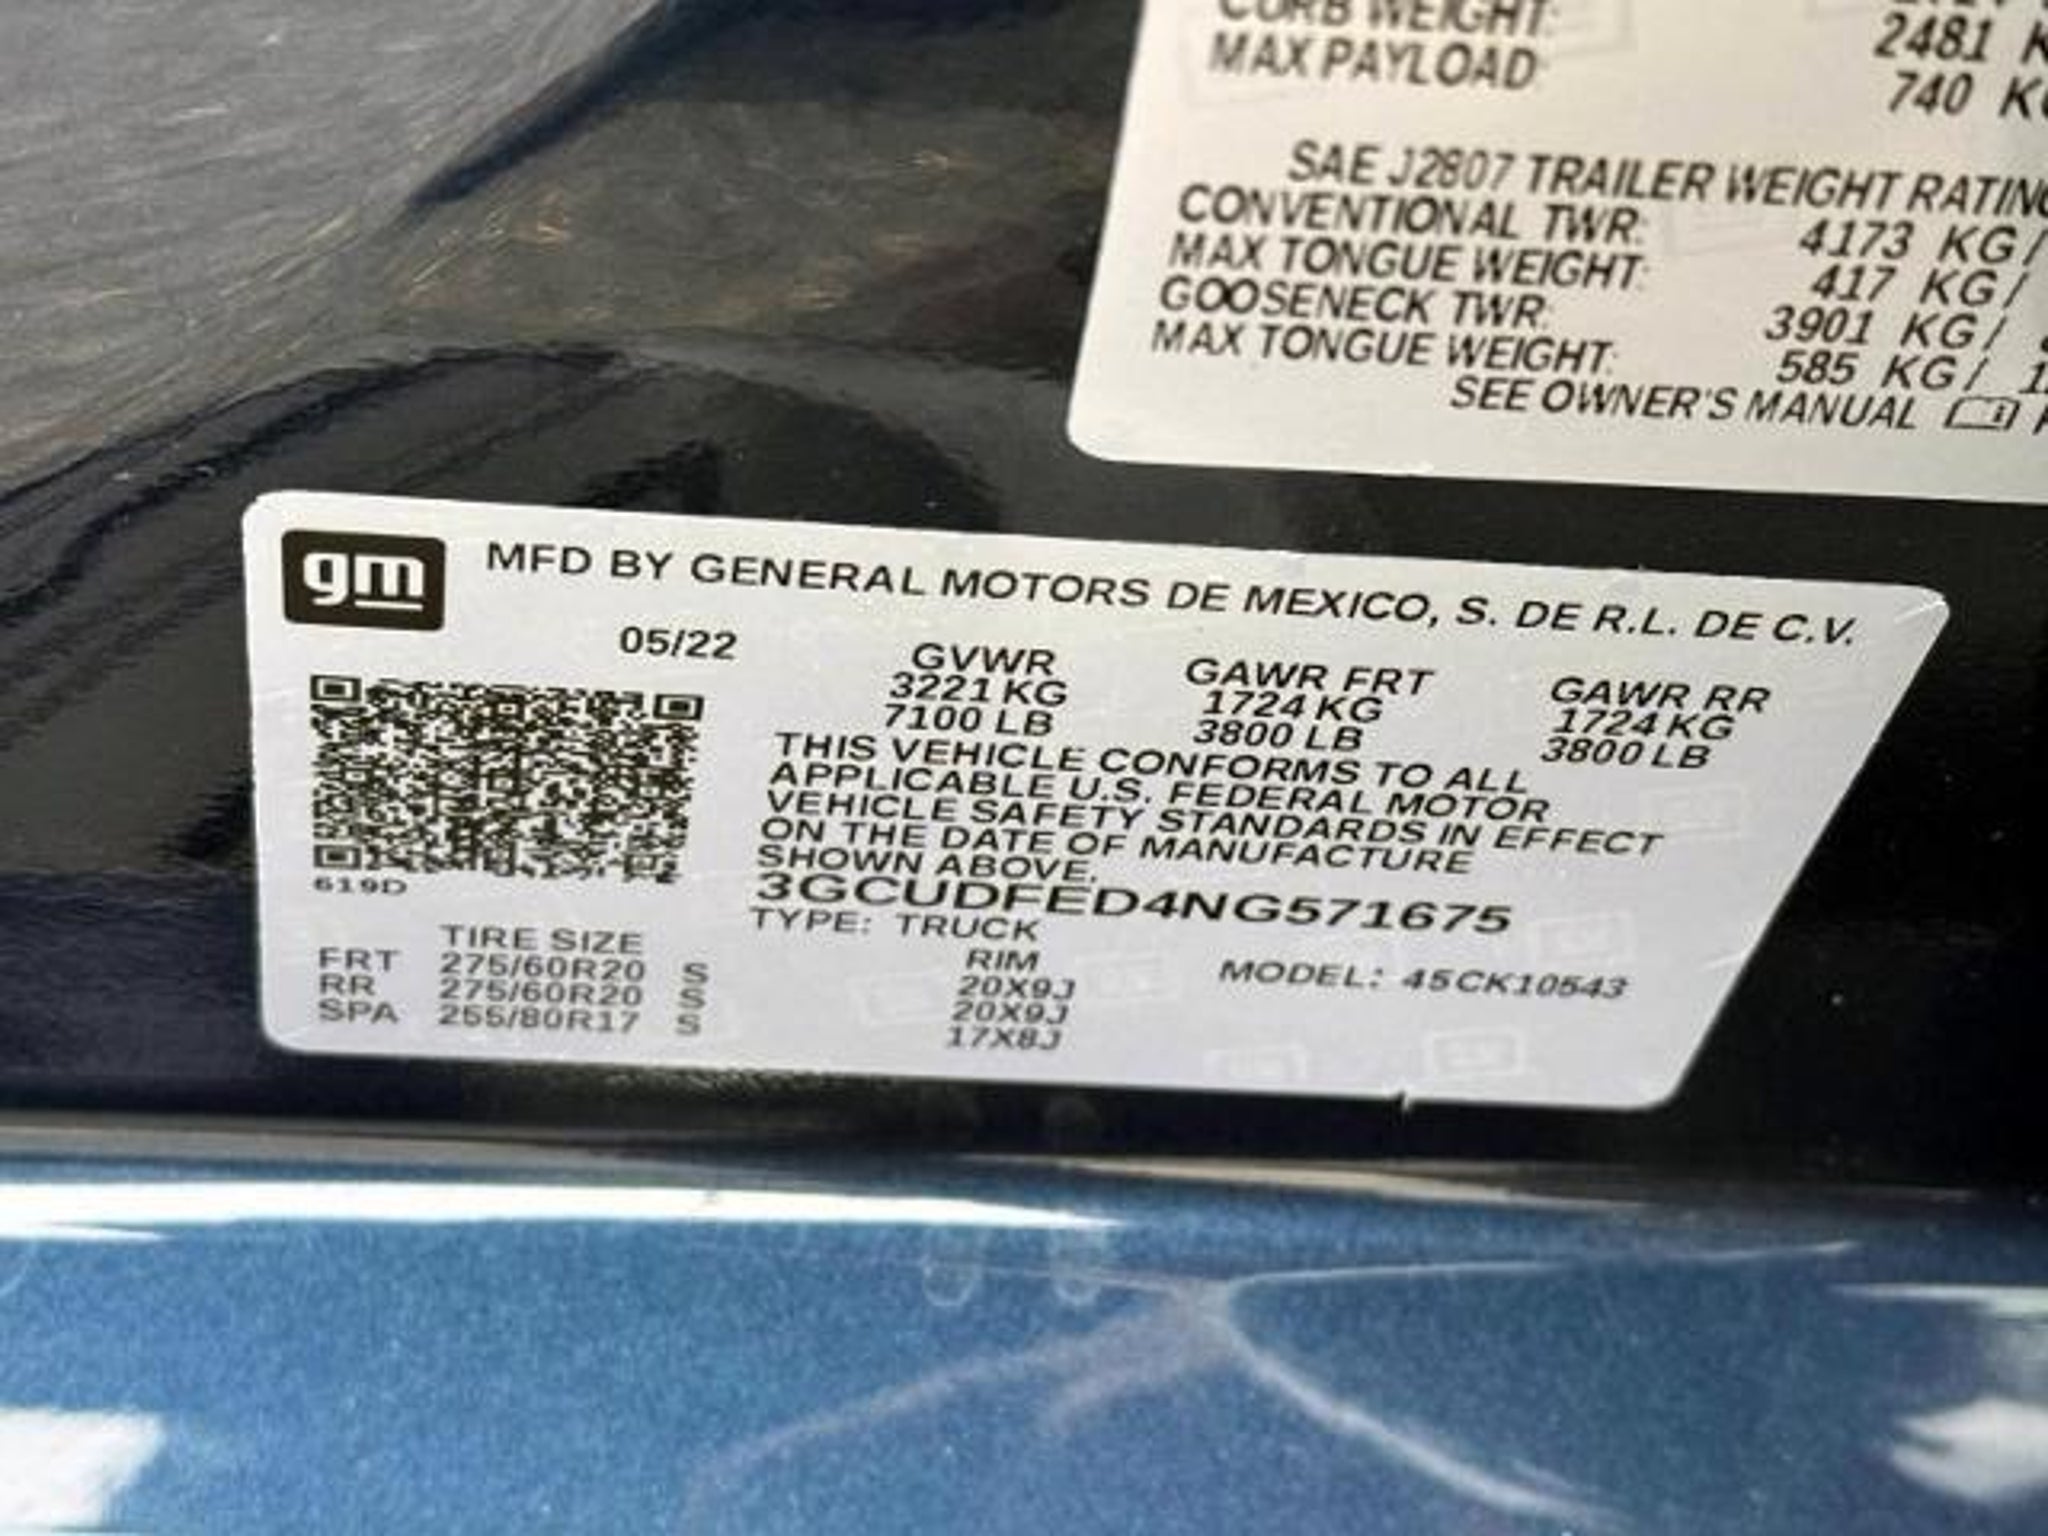 CURB WEIGHT:
2481 K
MAX PAYLOAD
740 KG
SAE J2807 TRAILER WEIGHT RATING
CONVENTIONAL TWR: 4173 KG/
MAX TONGUE WEIGHT: 417 KG/
GOOSENECK TWR: 3901 KG/
MAX TONGUE WEIGHT: 585 KG/ 1
SEE OWNER'S MANUAL
gm
MFD BY GENERAL MOTORS DE MEXICO, S. DE R.L. DE C.V.
05/22
GVWR GAWR FRT GAWR RR
3221 KG 1724 KG 1724 KG
7100 LB 3800 LB 3800 LB
THIS VEHICLE CONFORMS TO ALL
APPLICABLE U.S. FEDERAL MOTOR
VEHICLE SAFETY STANDARDS IN EFFECT
ON THE DATE OF MANUFACTURE
SHOWN ABOVE.
619D
3GCUDFED4NG571675
TYPE: TRUCK
TIRE SIZE RIM MODEL: 45CK10543
FRT 275/60R20 S 20X9J
RR 275/60R20 S 20X9J
SPA 255/80R17 S 17X8J